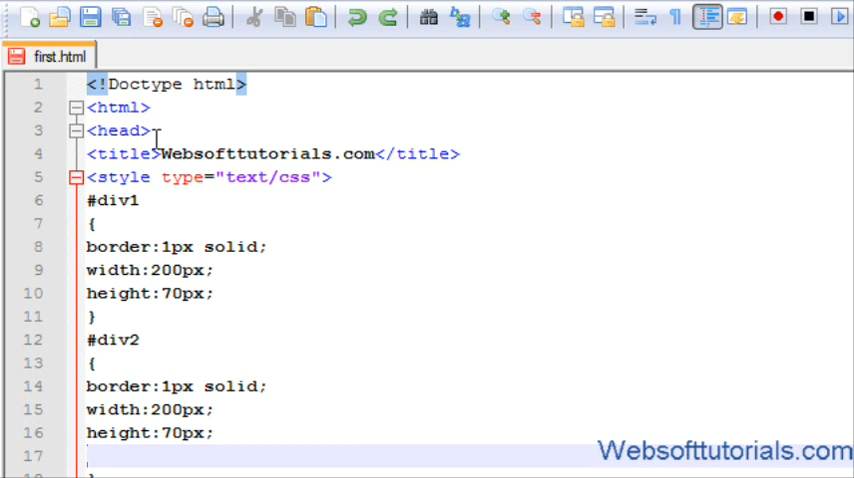 first.html
1 <!Doctype html>
2 <html>
3 <head>
4 <title>Websofttutorials.com</title>
5 <style type="text/css">
6 #div1
7 {
8 border:1px solid;
9 width:200px;
10 height:70px;
11 }
12 #div2
13 {
14 border:1px solid;
15 width:200px;
16 height:70px;
17
Websofttutorials.com